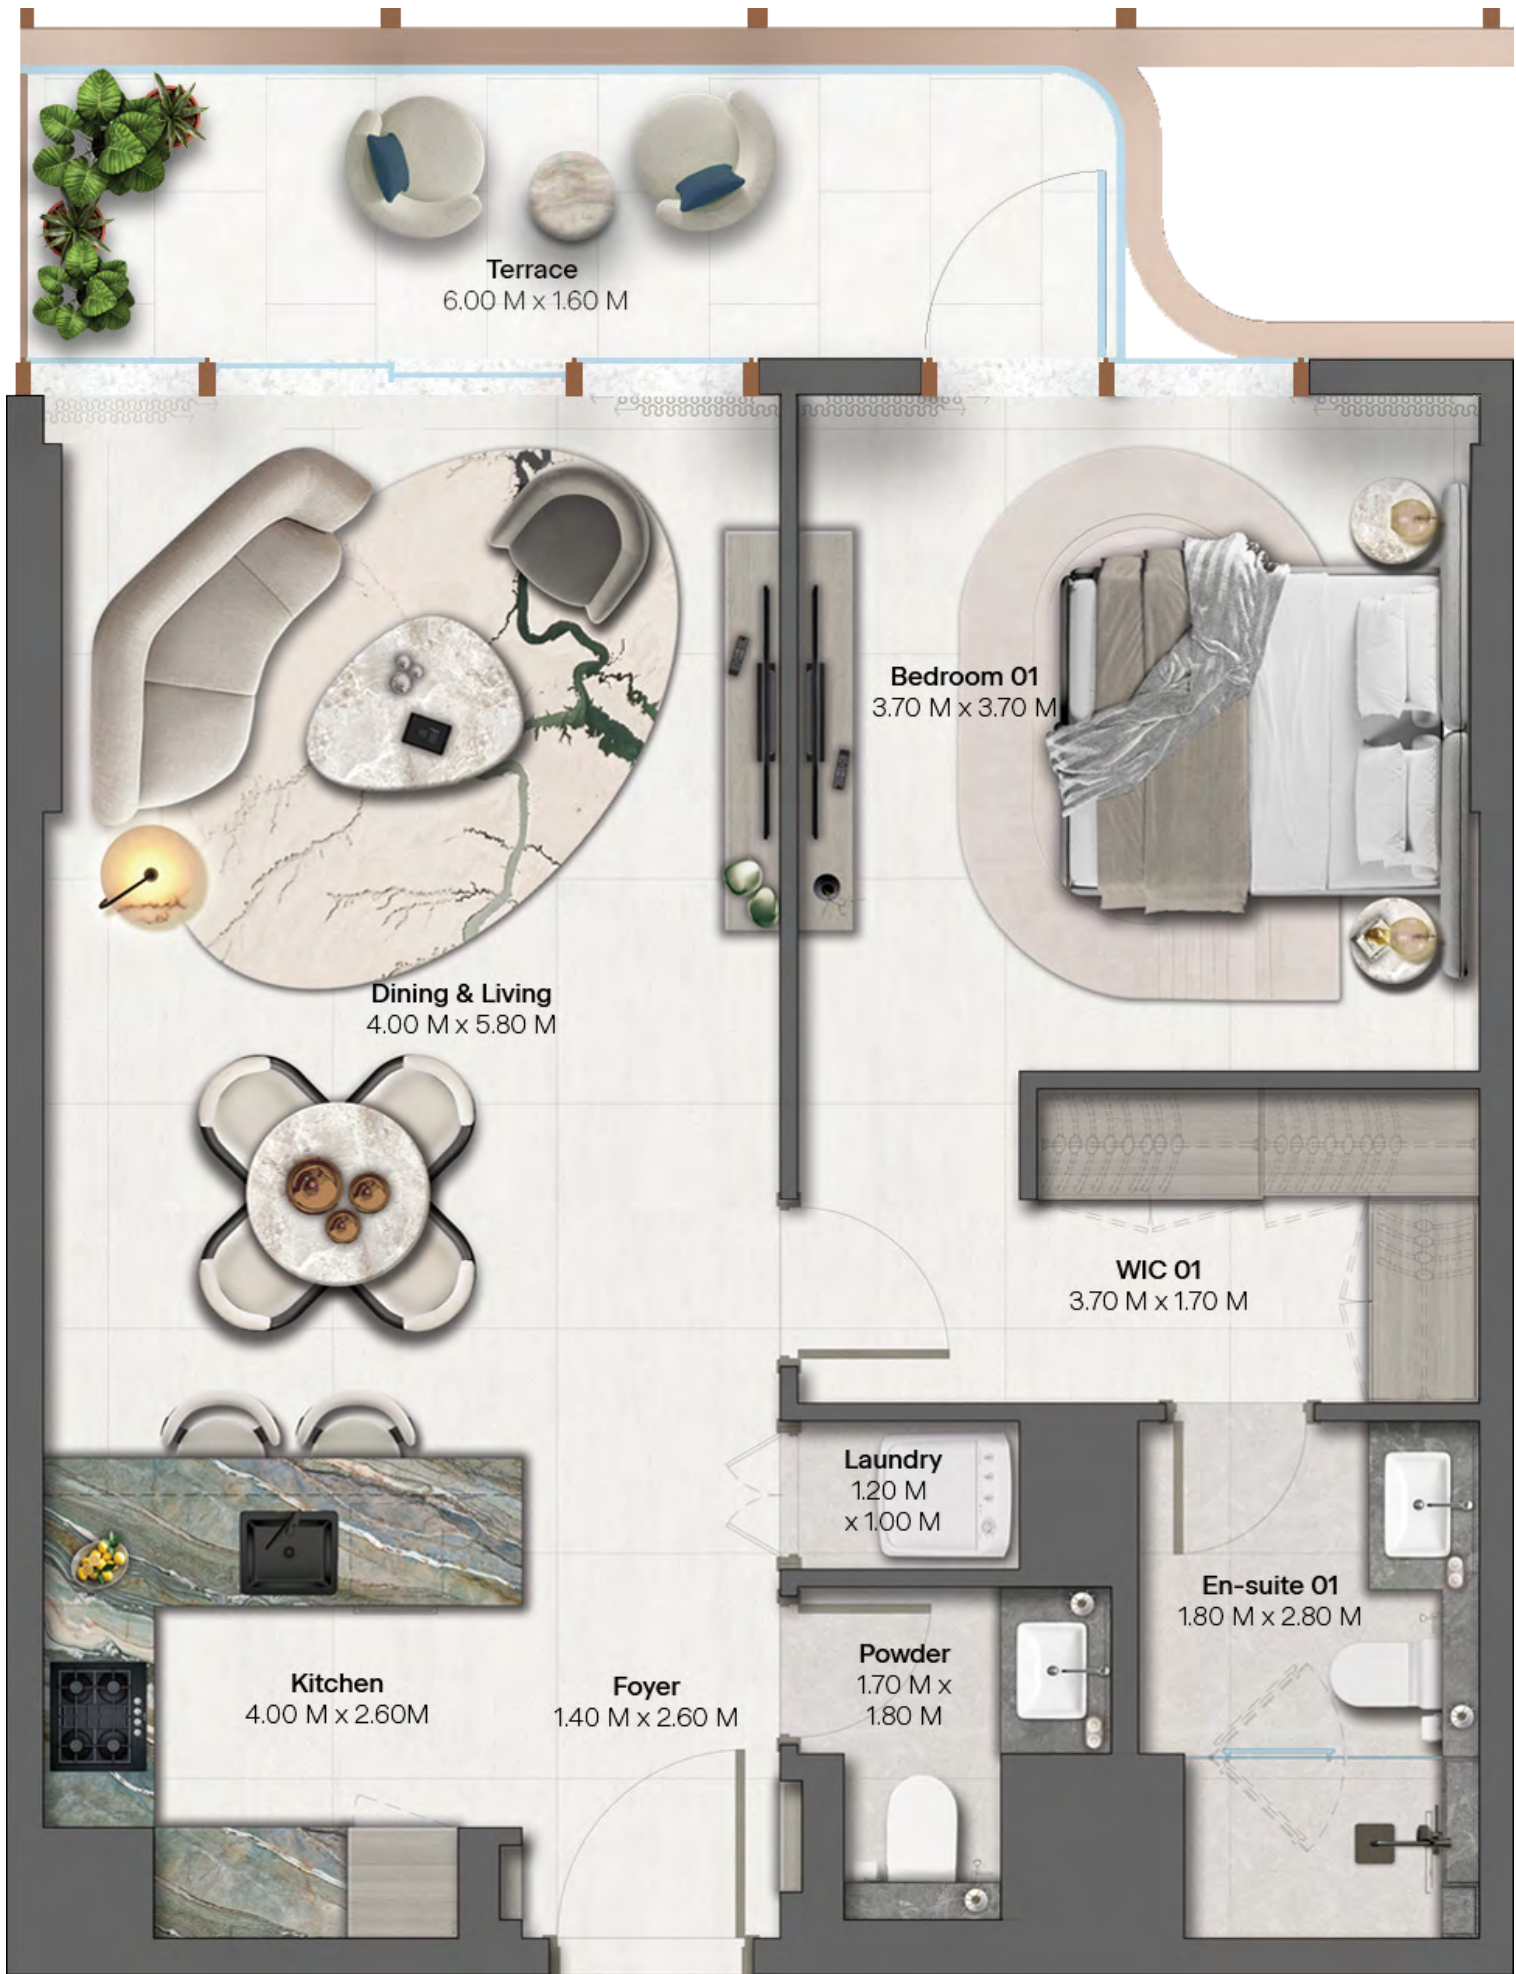 Terrace
6.00 M x 1.60 M
Bedroom 01
3.70 M x 3.70 M
Dining & Living
4.00 M x 5.80 M
WIC 01
3.70 M x 1.70 M
Laundry
1.20 M
x 1.00 M
En-suite 01
1.80 M x 2.80 M
Powder
1.70 M x
1.80 M
Kitchen
4.00 M x 2.60M
Foyer
1.40 M x 2.60 M